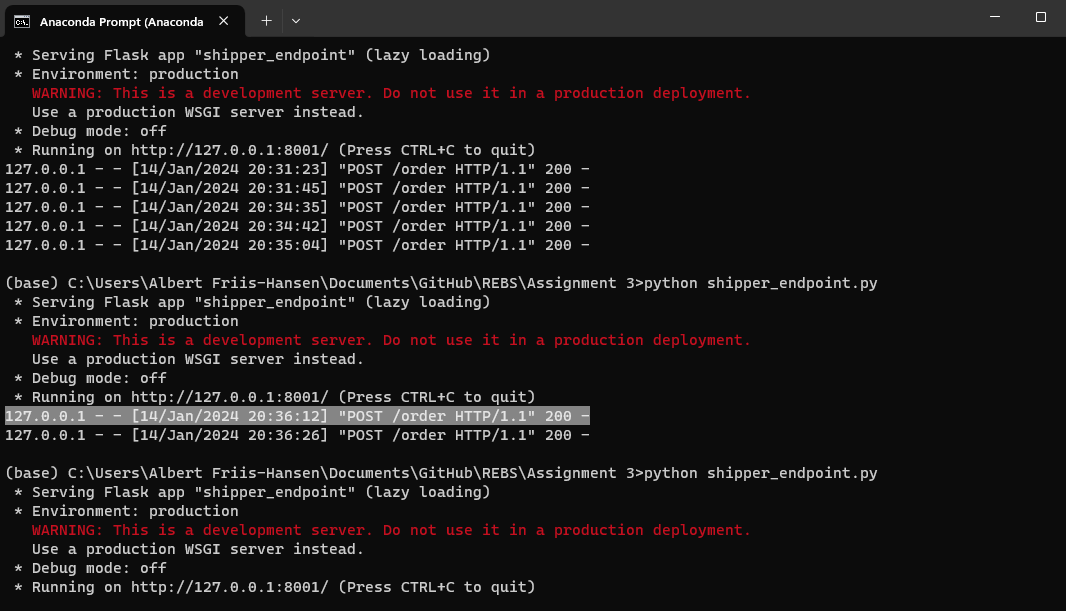 Anaconda Prompt (Anaconda
 * Serving Flask app "shipper_endpoint" (lazy loading)
 * Environment: production
   WARNING: This is a development server. Do not use it in a production deployment.
   Use a production WSGI server instead.
 * Debug mode: off
 * Running on http://127.0.0.1:8001/ (Press CTRL+C to quit)
127.0.0.1 - - [14/Jan/2024 20:31:23] "POST /order HTTP/1.1" 200 -
127.0.0.1 - - [14/Jan/2024 20:31:45] "POST /order HTTP/1.1" 200 -
127.0.0.1 - - [14/Jan/2024 20:34:35] "POST /order HTTP/1.1" 200 -
127.0.0.1 - - [14/Jan/2024 20:34:42] "POST /order HTTP/1.1" 200 -
127.0.0.1 - - [14/Jan/2024 20:35:04] "POST /order HTTP/1.1" 200 -

(base) C:\Users\Albert Friis-Hansen\Documents\GitHub\REBS\Assignment 3>python shipper_endpoint.py
 * Serving Flask app "shipper_endpoint" (lazy loading)
 * Environment: production
   WARNING: This is a development server. Do not use it in a production deployment.
   Use a production WSGI server instead.
 * Debug mode: off
 * Running on http://127.0.0.1:8001/ (Press CTRL+C to quit)
127.0.0.1 - - [14/Jan/2024 20:36:12] "POST /order HTTP/1.1" 200 -
127.0.0.1 - - [14/Jan/2024 20:36:26] "POST /order HTTP/1.1" 200 -

(base) C:\Users\Albert Friis-Hansen\Documents\GitHub\REBS\Assignment 3>python shipper_endpoint.py
 * Serving Flask app "shipper_endpoint" (lazy loading)
 * Environment: production
   WARNING: This is a development server. Do not use it in a production deployment.
   Use a production WSGI server instead.
 * Debug mode: off
 * Running on http://127.0.0.1:8001/ (Press CTRL+C to quit)